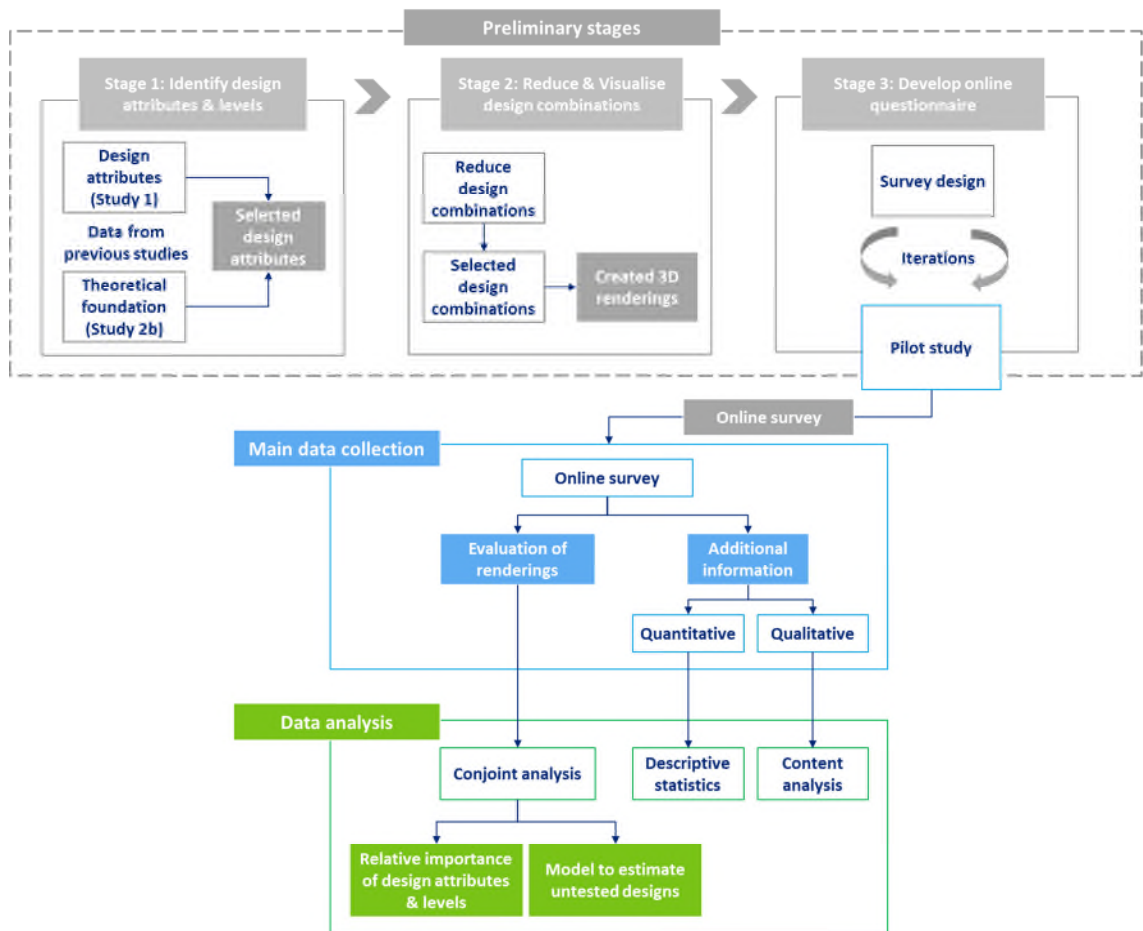 Preliminary stages
Stage 1: Identify design
attributes & levels
Design
attributes
(Study 1)
Data from
previous studies
Theoretical
foundation
(Study 2b)
Selected
design
attributes
Stage 2: Reduce & Visualise
design combinations
Reduce
design
combinations
Selected
design
combinations
Created 3D
renderings
Stage 3: Develop online
questionnaire
Survey design
Iterations
Pilot study
Online survey
Main data collection
Online survey
Evaluation of
renderings
Additional
information
Quantitative
Qualitative
Data analysis
Conjoint analysis
Descriptive
statistics
Content
analysis
Relative importance
of design attributes
& levels
Model to estimate
untested designs